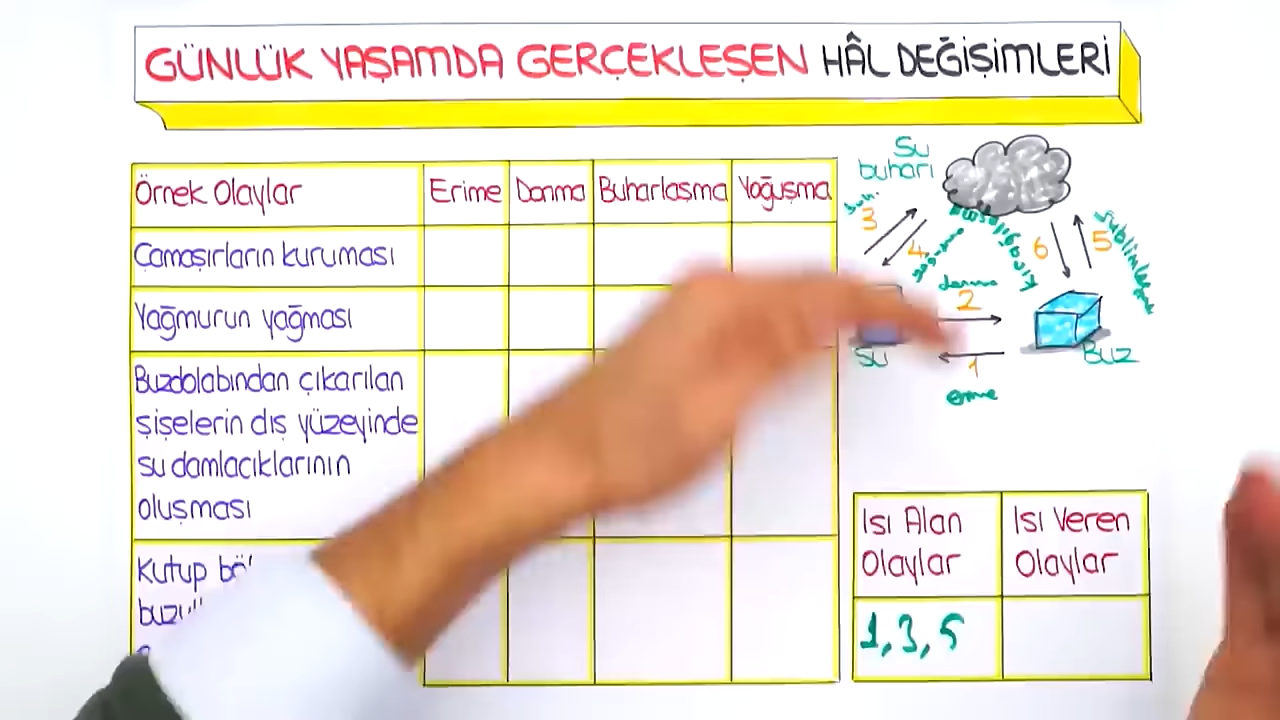 GÜNLÜK YAŞAMDA GERÇEKLEŞEN HÂL DEĞİŞİMLERİ
Örnek Olaylar
Erime
Donma
Buharlaşma
Yoğuşma
Çamaşırların kuruması
Yağmurun yağması
Buzdolabından çıkarılan
şişelerin dış yüzeyinde
su damlacıklarının
oluşması
Kutup
Su
buharı
3
4
6
5
donma
2
Su
1
Buz
erime
Isı Alan
Olaylar
Isı Veren
Olaylar
1, 3, 5